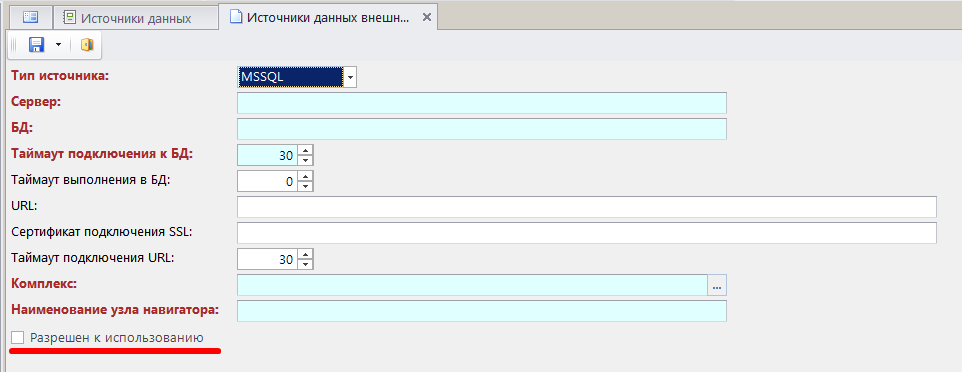 Источники данных
Источники данных внешн...
Тип источника: MSSQL
Сервер:
БД:
Таймаут подключения к БД: 30
Таймаут выполнения в БД: 0
URL:
Сертификат подключения SSL:
Таймаут подключения URL: 30
Комплекс: ...
Наименование узла навигатора:
Разрешен к использованию